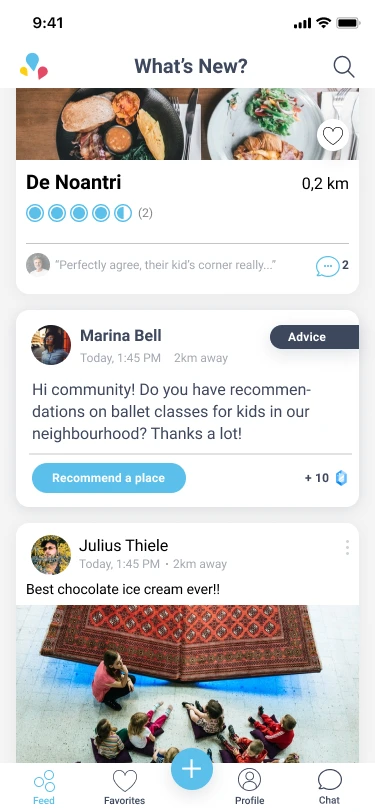 9:41
What's New?
De Noantri
0,2 km
(2)
“Perfectly agree, their kid’s corner really...”
2
Marina Bell
Advice
Today, 1:45 PM 2km away
Hi community! Do you have recommen-
dations on ballet classes for kids in our
neighbourhood? Thanks a lot!
Recommend a place
+ 10
Julius Thiele
Today, 1:45 PM • 2km away
Best chocolate ice cream ever!!
Feed
Favorites
Profile
Chat